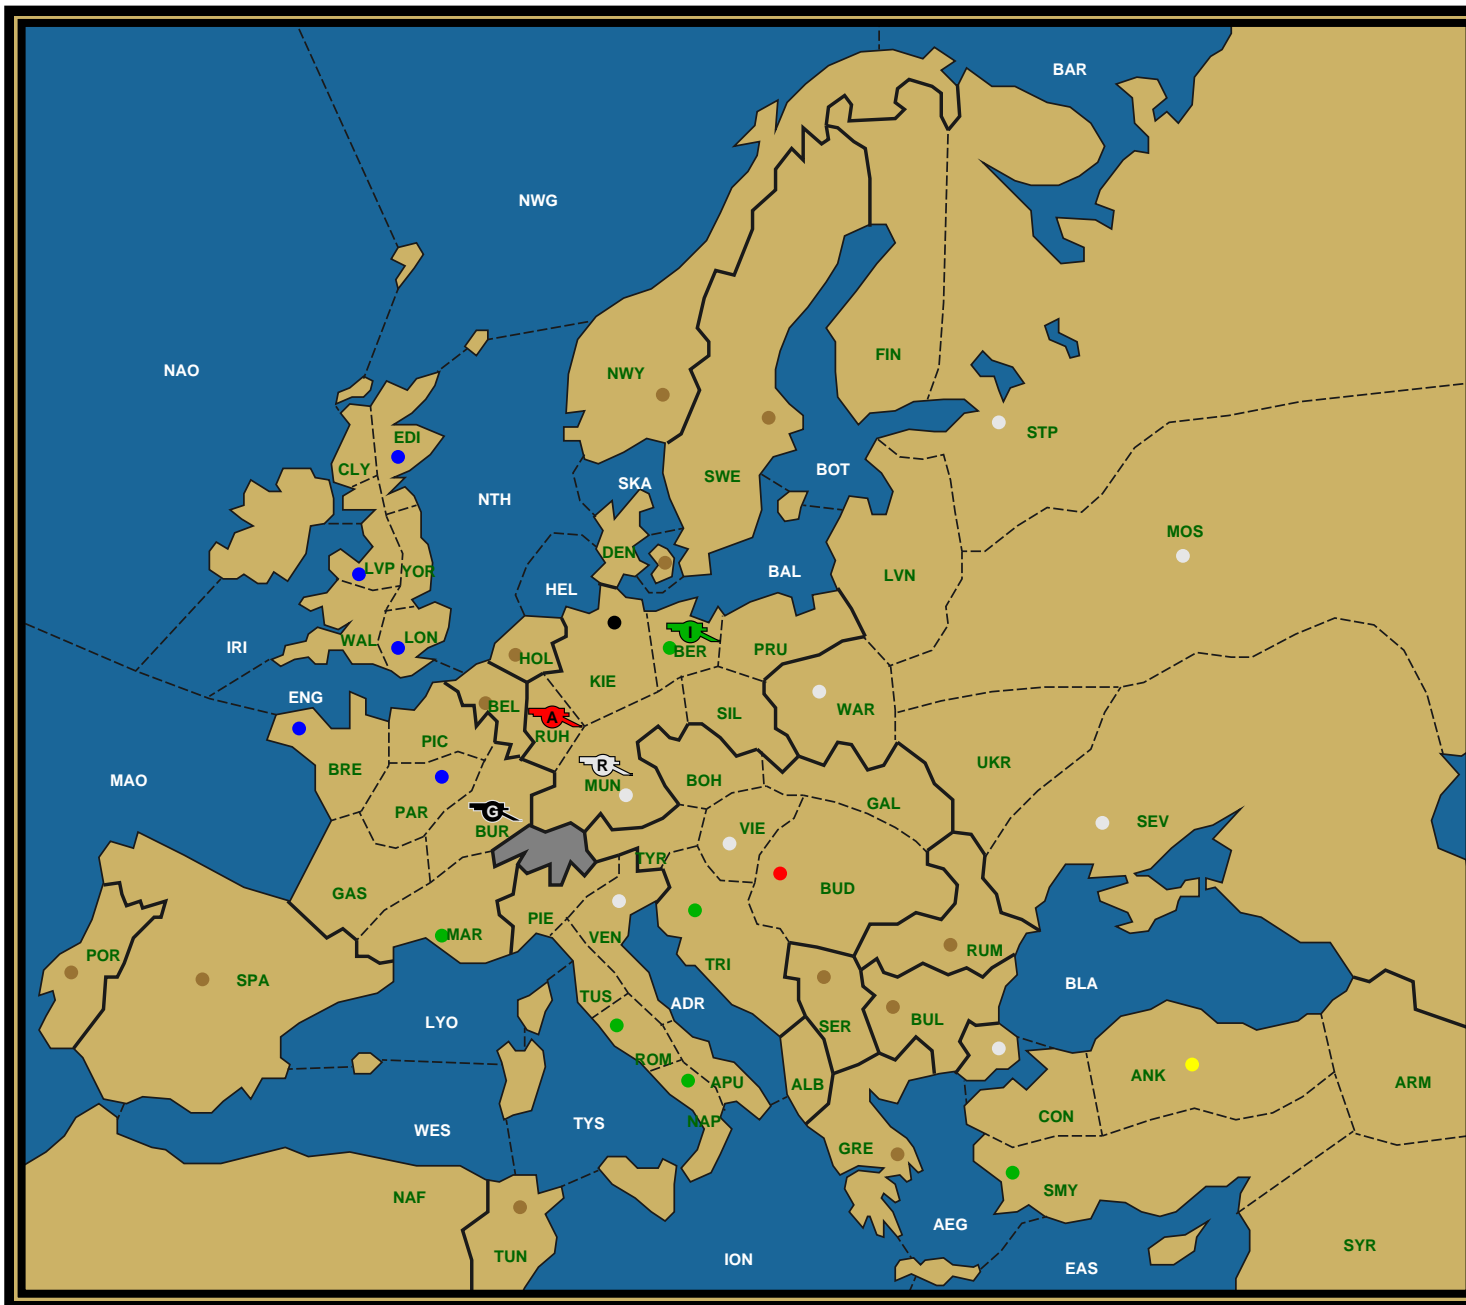 BAR
NWG
NAO
FIN
NWY
EDI
STP
CLY
SKA
BOT
SWE
NTH
MOS
DEN
LVP
YOR
BAL
LVN
HEL
I
WAL
LON
IRI
BER
PRU
HOL
KIE
ENG
BEL
A
SIL
WAR
RUH
PIC
R
UKR
BRE
MAO
MUN
BOH
GAL
G
PAR
BUR
VIE
SEV
TYR
GAS
BUD
PIE
MAR
VEN
POR
RUM
SPA
TRI
BLA
TUS
ADR
LYO
BUL
SER
ROM
ANK
APU
ALB
ARM
CON
NAP
TYS
WES
GRE
SMY
NAF
AEG
SYR
TUN
ION
EAS